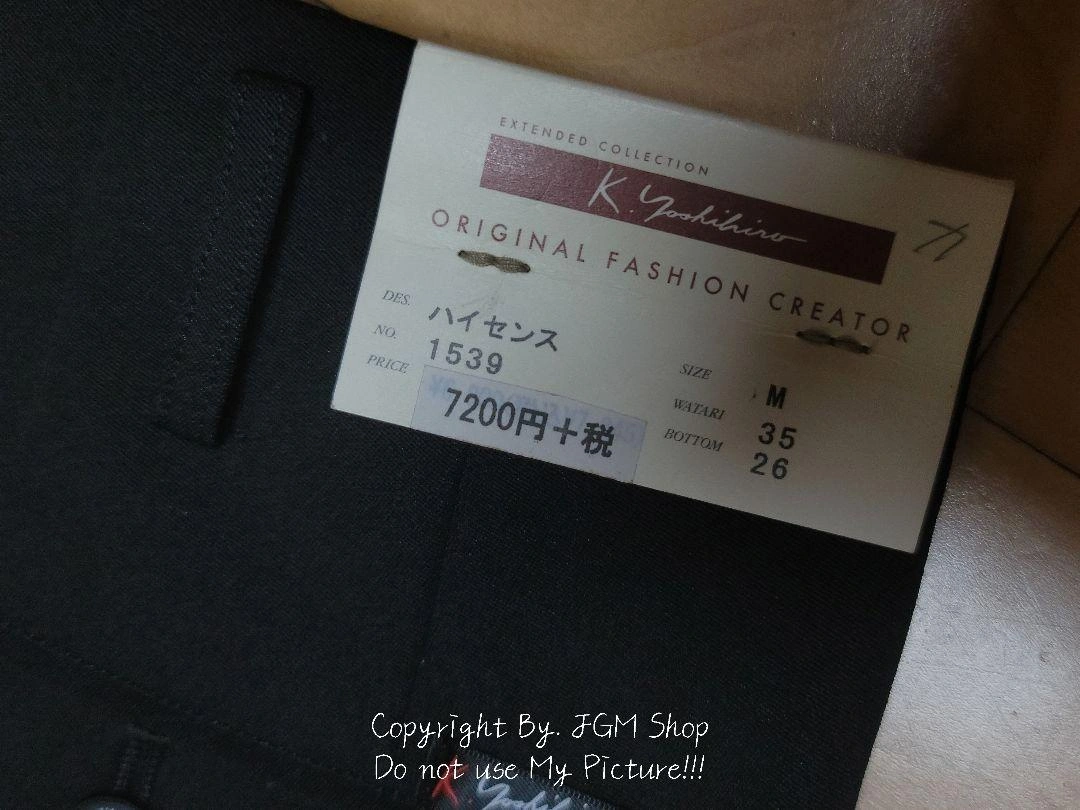 EXTENDED COLLECTION
K. Yoshihiro
ORIGINAL FASHION CREATOR
DES. ハイセンス
NO. 1539
PRICE 7200円+税
SIZE M
WATARI 35
BOTTOM 26
Copyright By. JGM Shop
Do not use My Picture!!!
K Yoshihi